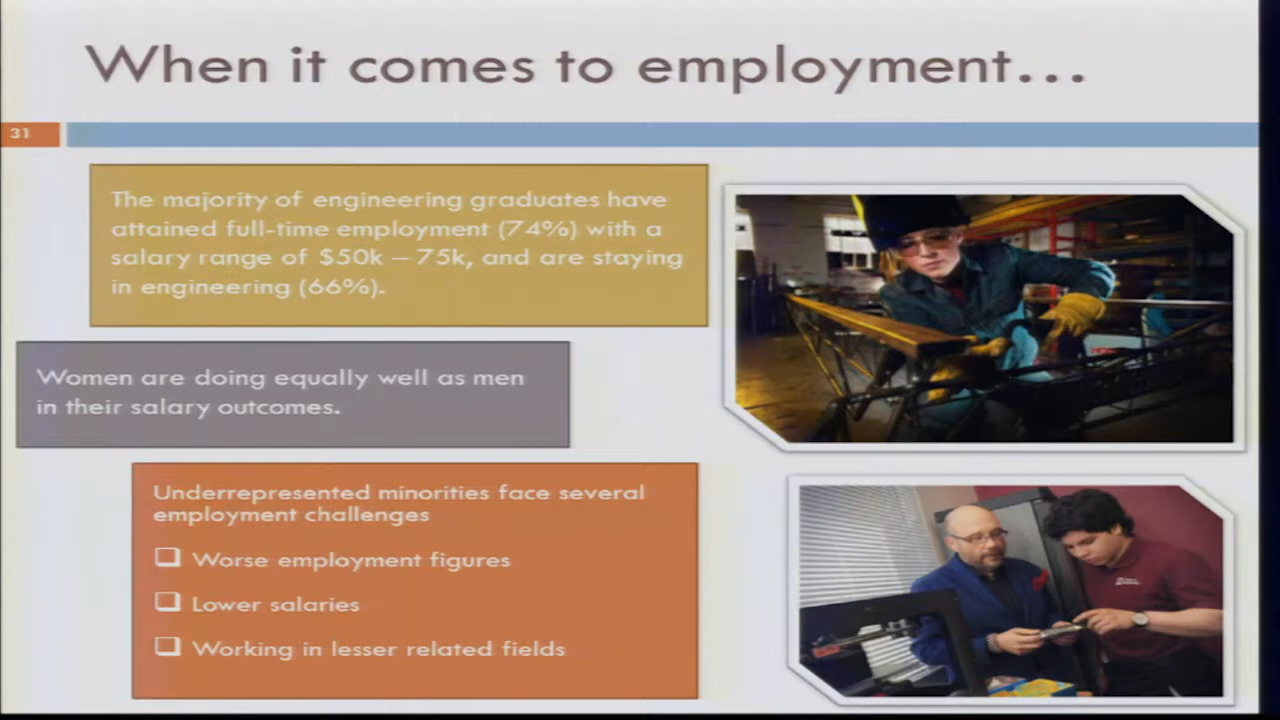 When it comes to employment...
31
The majority of engineering graduates have
attained full-time employment (74%) with a
salary range of $50k – 75k, and are staying
in engineering (66%).
Women are doing equally well as men
in their salary outcomes.
Underrepresented minorities face several
employment challenges
Worse employment figures
Lower salaries
Working in lesser related fields